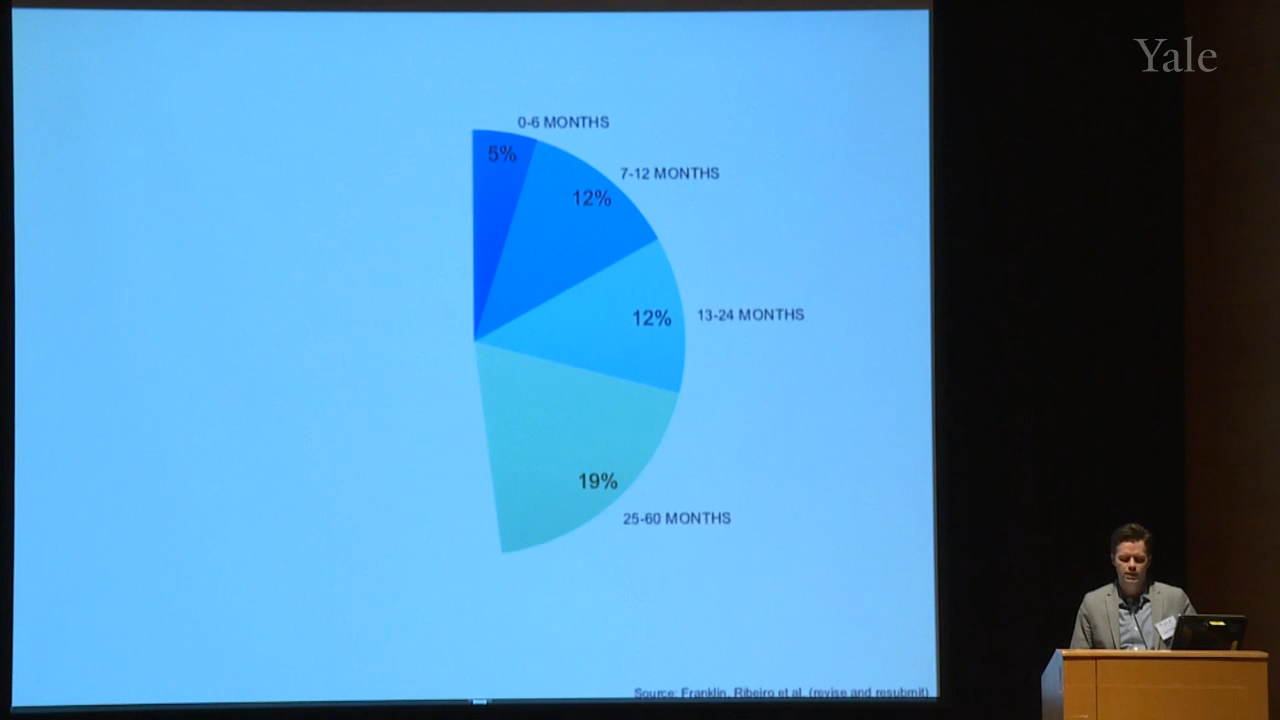 Yale
0-6 MONTHS
5%
7-12 MONTHS
12%
12%
13-24 MONTHS
19%
25-60 MONTHS
Source: Franklin, Ribeiro et al. (revise and resubmit)